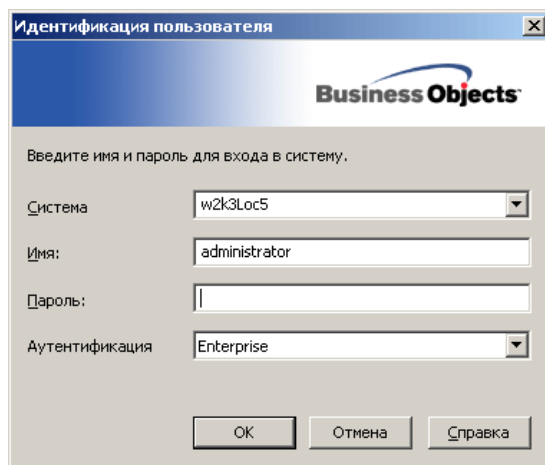 Идентификация пользователя
Business Objects
Введите имя и пароль для входа в систему.
Система
w2k3Loc5
Имя:
administrator
Пароль:
Аутентификация
Enterprise
OK
Отмена
Справка